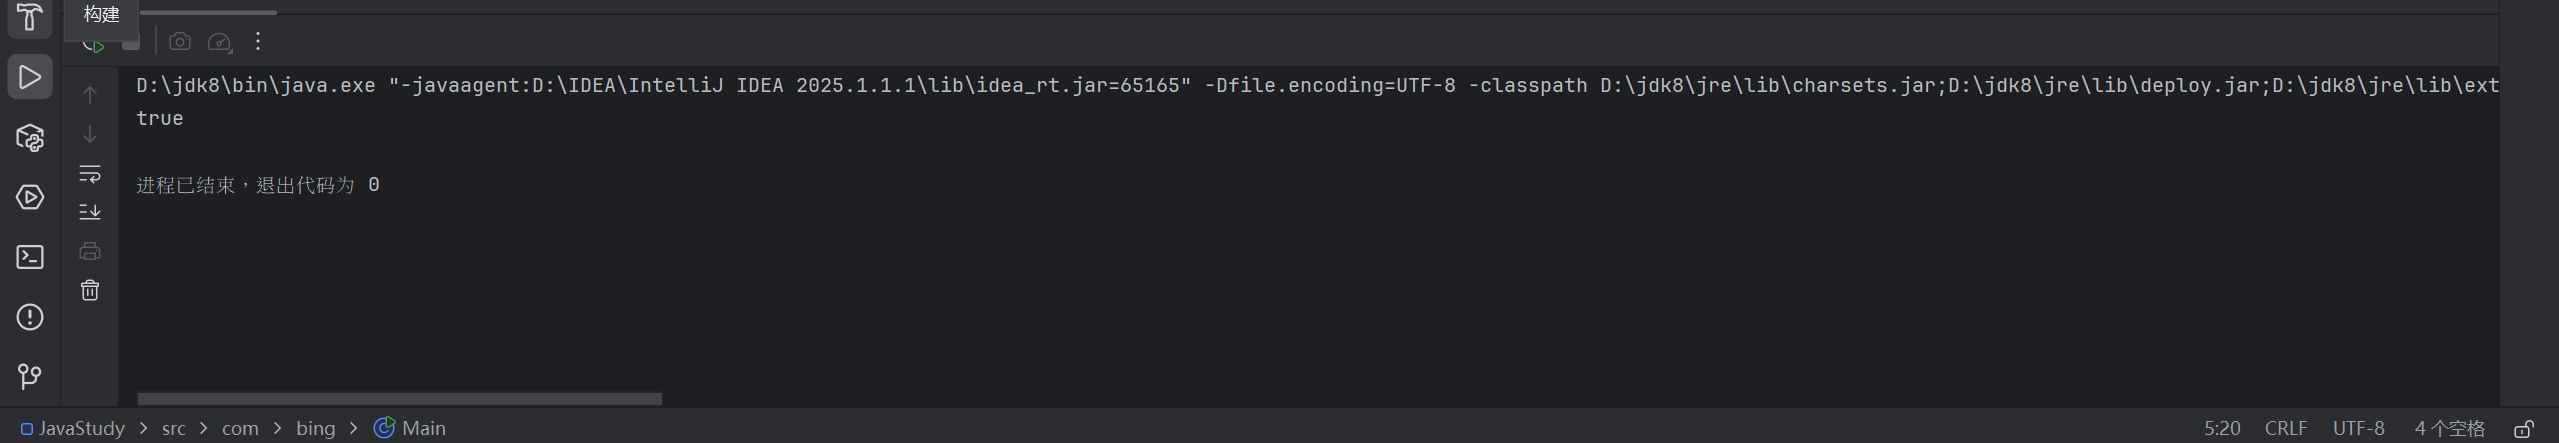 构建
D:\jdk8\bin\java.exe "-javaagent:D:\IDEA\IntelliJ IDEA 2025.1.1.1\lib\idea_rt.jar=65165" -Dfile.encoding=UTF-8 -classpath D:\jdk8\jre\lib\charsets.jar;D:\jdk8\jre\lib\deploy.jar;D:\jdk8\jre\lib\ext
true
进程已结束，退出代码为 0
JavaStudy > src > com > bing > Main 5:20 CRLF UTF-8 4 个空格